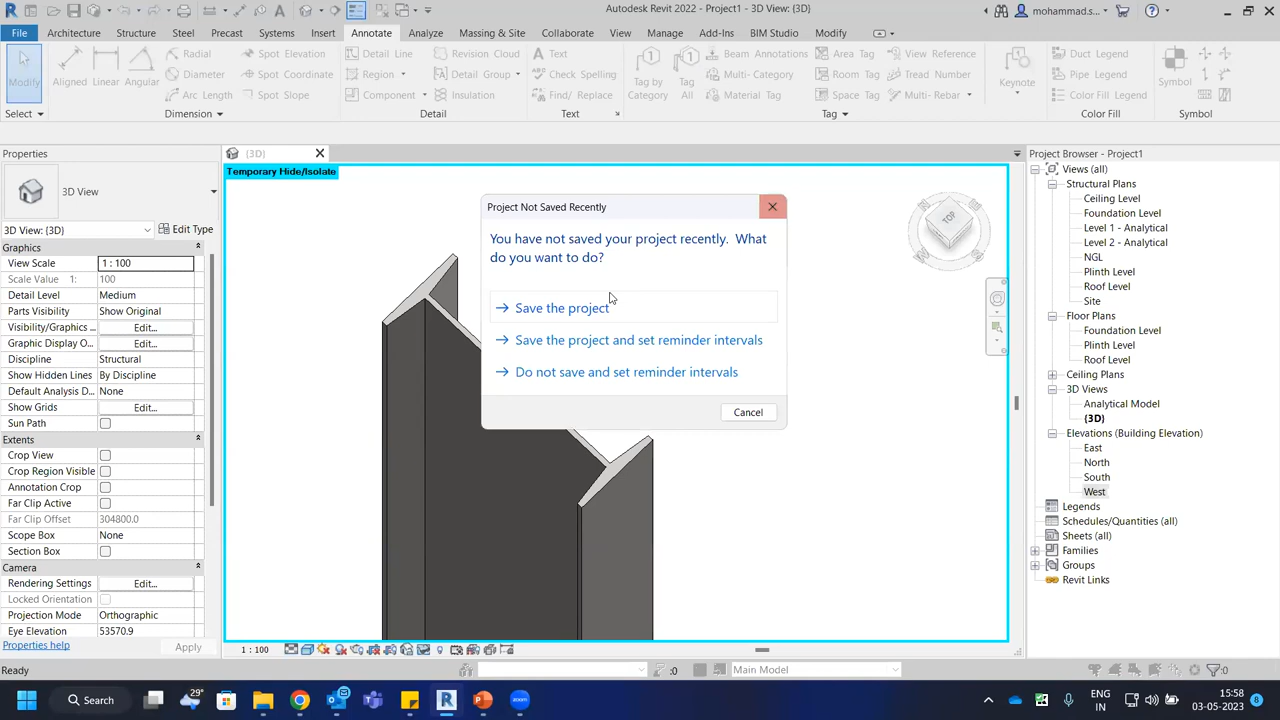 Autodesk Revit 2022 - Project1 - 3D View: {3D}
mohammad.s...
File Architecture Structure Steel Precast Systems Insert Annotate Analyze Massing & Site Collaborate View Manage Add-Ins BIM Studio Modify
Modify
Aligned Linear Angular
Radial
Diameter
Arc Length
Spot Elevation
Spot Coordinate
Spot Slope
Detail Line
Region
Component
Revision Cloud
Detail Group
Insulation
Text
Check Spelling
Find/ Replace
Tag by Category
Tag All
Beam Annotations
Multi- Category
Material Tag
Area Tag
Room Tag
Space Tag
View Reference
Tread Number
Multi- Rebar
Keynote
Duct Legend
Pipe Legend
Color Fill Legend
Symbol
Select Dimension Detail Text Tag Color Fill Symbol
Properties
{3D}
Project Browser - Project1
3D View
3D View: {3D} Edit Type
Graphics
View Scale 1 : 100
Scale Value 1: 100
Detail Level Medium
Parts Visibility Show Original
Visibility/Graphics Edit...
Graphic Display O Edit...
Discipline Structural
Show Hidden Lines By Discipline
Default Analysis D None
Show Grids Edit...
Sun Path
Extents
Crop View
Crop Region Visible
Annotation Crop
Far Clip Active
Far Clip Offset 304800.0
Scope Box None
Section Box
Camera
Rendering Settings Edit...
Locked Orientation
Projection Mode Orthographic
Eye Elevation 53570.9
Properties help Apply
Temporary Hide/Isolate
TOP
Project Not Saved Recently
You have not saved your project recently. What
do you want to do?
Save the project
Save the project and set reminder intervals
Do not save and set reminder intervals
Cancel
Views (all)
Structural Plans
Ceiling Level
Foundation Level
Level 1 - Analytical
Level 2 - Analytical
NGL
Plinth Level
Roof Level
Site
Floor Plans
Foundation Level
Plinth Level
Roof Level
Ceiling Plans
3D Views
Analytical Model
{3D}
Elevations (Building Elevation)
East
North
South
West
Legends
Schedules/Quantities (all)
Sheets (all)
Families
Groups
Revit Links
1 : 100
Ready
:0
Main Model
:0
Search
29°
ENG
IN
15:58
03-05-2023